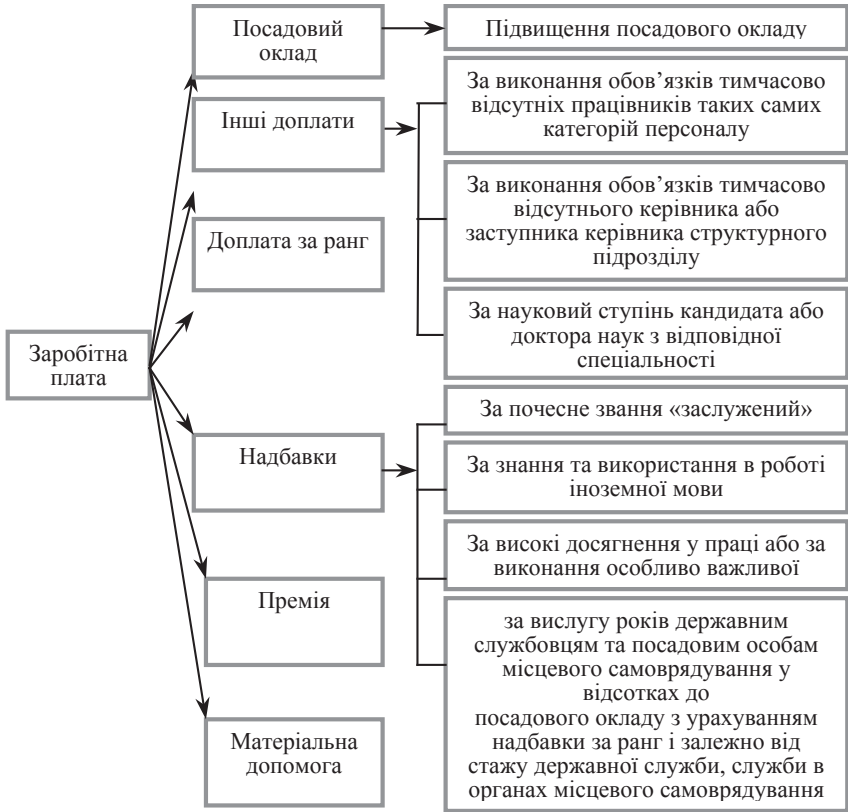 Посадовий
оклад
Підвищення посадового окладу
Інші доплати
За виконання обов’язків тимчасово
відсутніх працівників таких самих
категорій персоналу
За виконання обов’язків тимчасово
відсутнього керівника або
заступника керівника структурного
підрозділу
Доплата за ранг
За науковий ступінь кандидата або
доктора наук з відповідної
спеціальності
Заробітна
плата
Надбавки
За почесне звання «заслужений»
За знання та використання в роботі
іноземної мови
За високі досягнення у праці або за
виконання особливо важливої
Премія
за вислугу років державним
службовцям та посадовим особам
місцевого самоврядування у
відсотках до
посадового окладу з урахуванням
надбавки за ранг і залежно від
стажу державної служби, служби в
органах місцевого самоврядування
Матеріальна
допомога